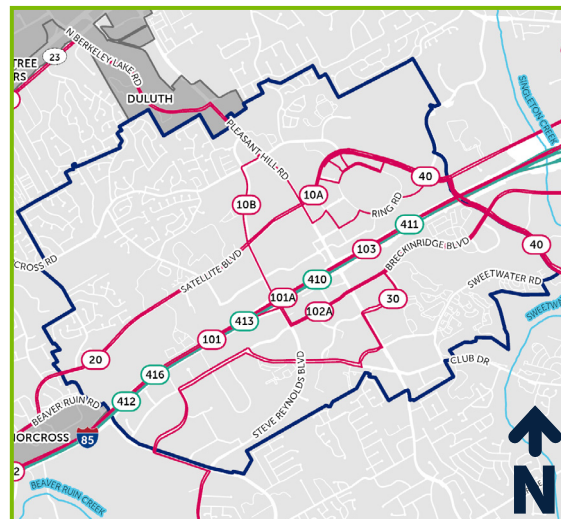 N BERKELEY LAKE RD
23
TREE
RS
DULUTH
PLEASANT HILL RD
SINGLETON CREEK
40
10A
10B
RING RD
411
CROSS RD
SATELLITE BLVD
103
BRECKINRIDGE BLVD
40
410
SWEETWATER RD
101A
30
102A
413
101
SWEETW
20
416
CLUB DR
412
STEVE REYNOLDS BLVD
BEAVER RUIN RD
NORCROSS
85
2
BEAVER RUIN CREEK
N